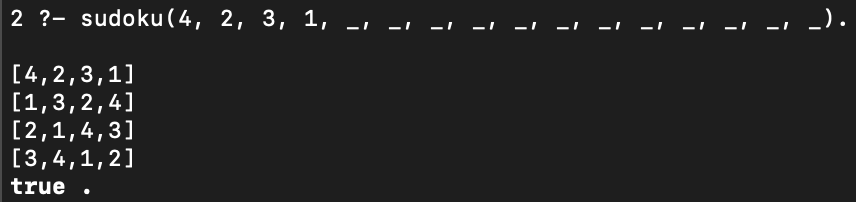 2 ?- sudoku(4, 2, 3, 1, _, _, _, _, _, _, _, _, _, _, _, _).
[4,2,3,1]
[1,3,2,4]
[2,1,4,3]
[3,4,1,2]
true .